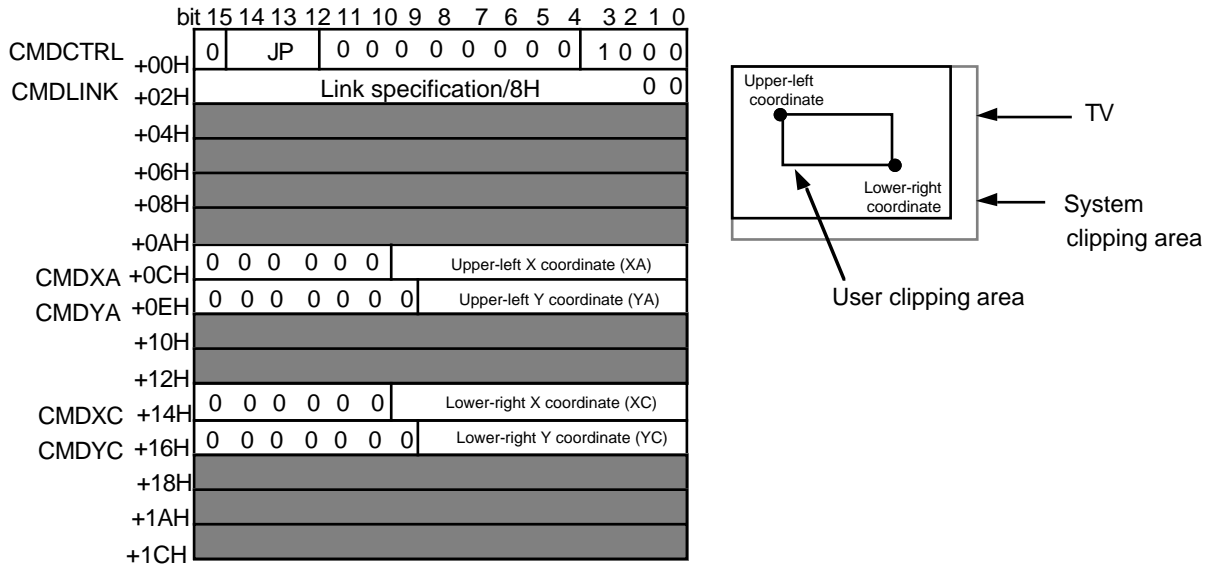 bit 15 14 13 12 11 10 9 8 7 6 5 4 3 2 1 0
CMDCTRL +00H 0 JP 0 0 0 0 0 0 0 0 1 0 0 0
CMDLINK +02H Link specification/8H 0 0
+04H
+06H
+08H
+0AH
CMDXA +0CH 0 0 0 0 0 0 Upper-left X coordinate (XA)
CMDYA +0EH 0 0 0 0 0 0 0 Upper-left Y coordinate (YA)
+10H
+12H
CMDXC +14H 0 0 0 0 0 0 Lower-right X coordinate (XC)
CMDYC +16H 0 0 0 0 0 0 0 Lower-right Y coordinate (YC)
+18H
+1AH
+1CH
Upper-left
coordinate
Lower-right
coordinate
TV
System
clipping area
User clipping area